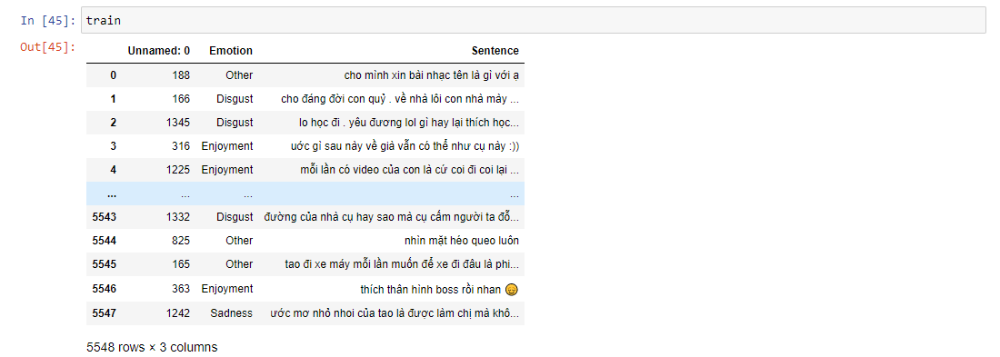 In [45]: train
Out[45]:
Unnamed: 0 Emotion Sentence
0 188 Other cho mình xin bài nhạc tên là gì với ạ
1 166 Disgust cho đáng đời con quỷ . về nhà lôi con nhà mày ...
2 1345 Disgust lo học đi . yêu đương lol gì hay lại thích học...
3 316 Enjoyment uớc gì sau này về già vẫn có thể như cụ này :))
4 1225 Enjoyment mỗi lần có video của con là cứ coi đi coi lại ...
... ... ... ...
5543 1332 Disgust đường của nhà cụ hay sao mà cụ cấm người ta đỗ...
5544 825 Other nhìn mặt héo queo luôn
5545 165 Other tao đi xe máy mỗi lần muốn để xe đi đâu là phi...
5546 363 Enjoyment thích thân hình boss rồi nhan 😑
5547 1242 Sadness ước mơ nhỏ nhoi của tao là được làm chị mà khô...
5548 rows × 3 columns